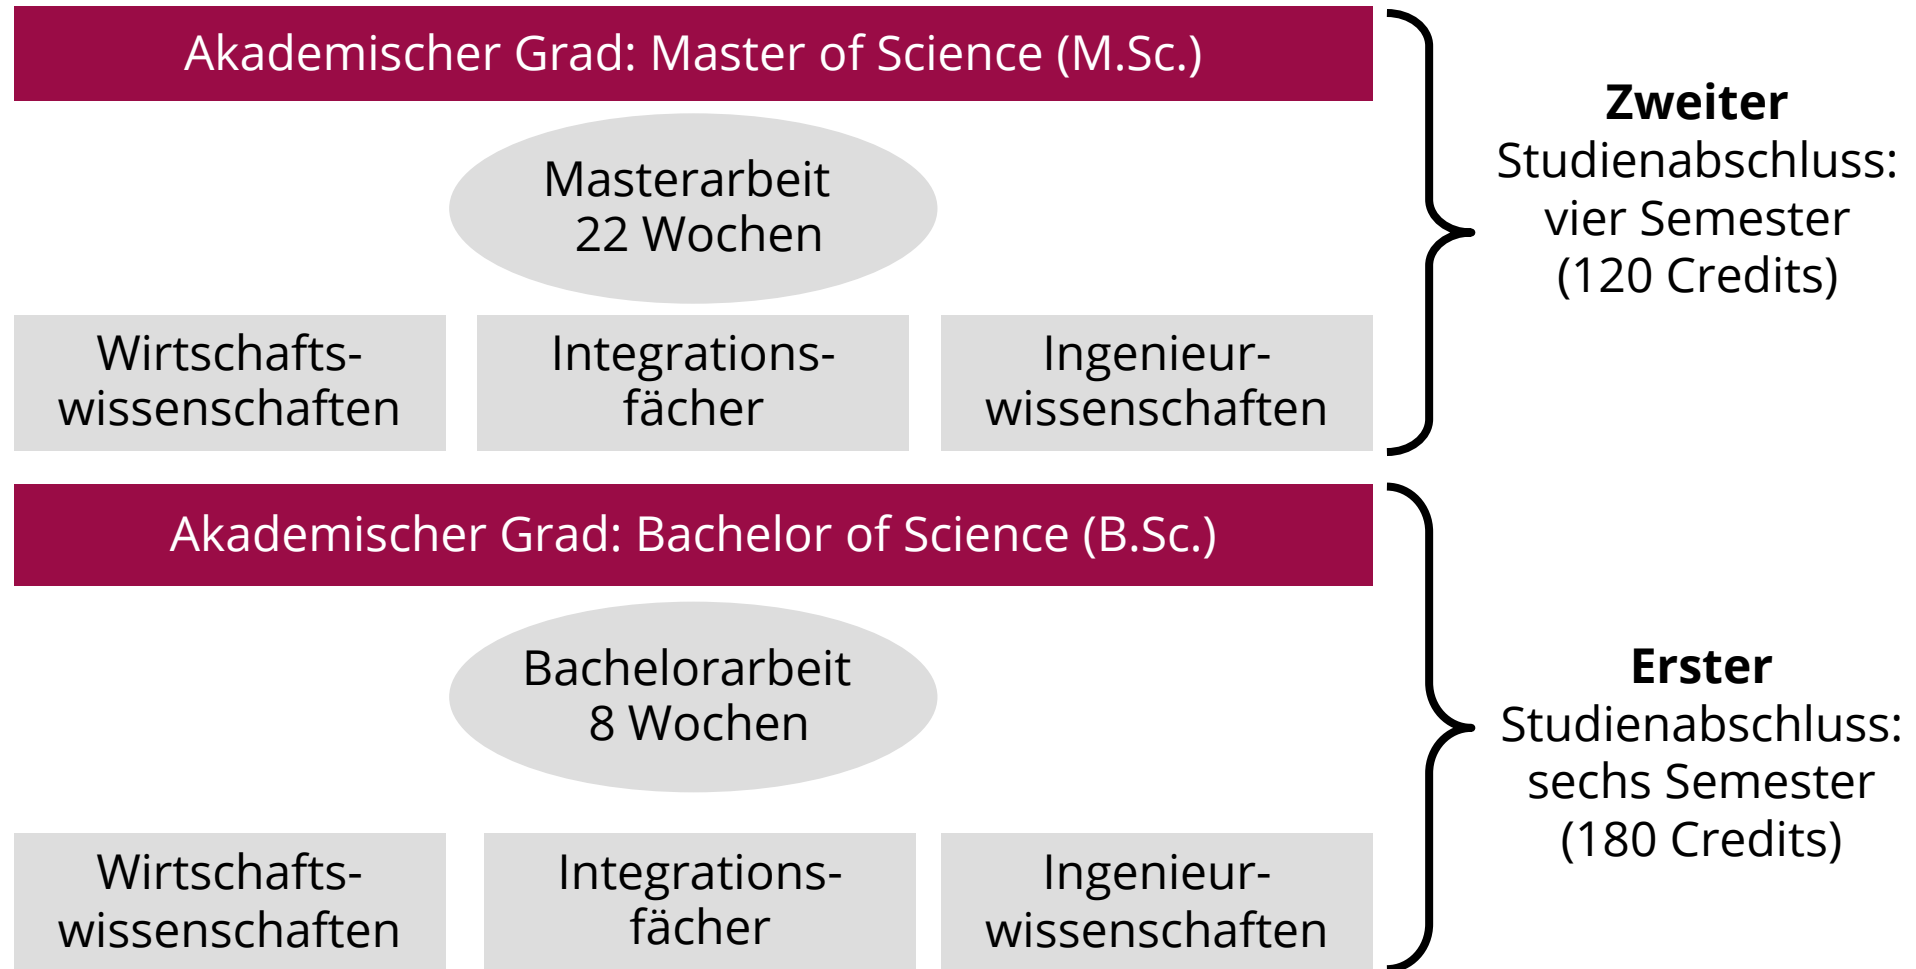 Akademischer Grad: Master of Science (M.Sc.)
Masterarbeit
22 Wochen
Wirtschafts-
wissenschaften
Integrations-
fächer
Ingenieur-
wissenschaften
Zweiter
Studienabschluss:
vier Semester
(120 Credits)
Akademischer Grad: Bachelor of Science (B.Sc.)
Bachelorarbeit
8 Wochen
Wirtschafts-
wissenschaften
Integrations-
fächer
Ingenieur-
wissenschaften
Erster
Studienabschluss:
sechs Semester
(180 Credits)